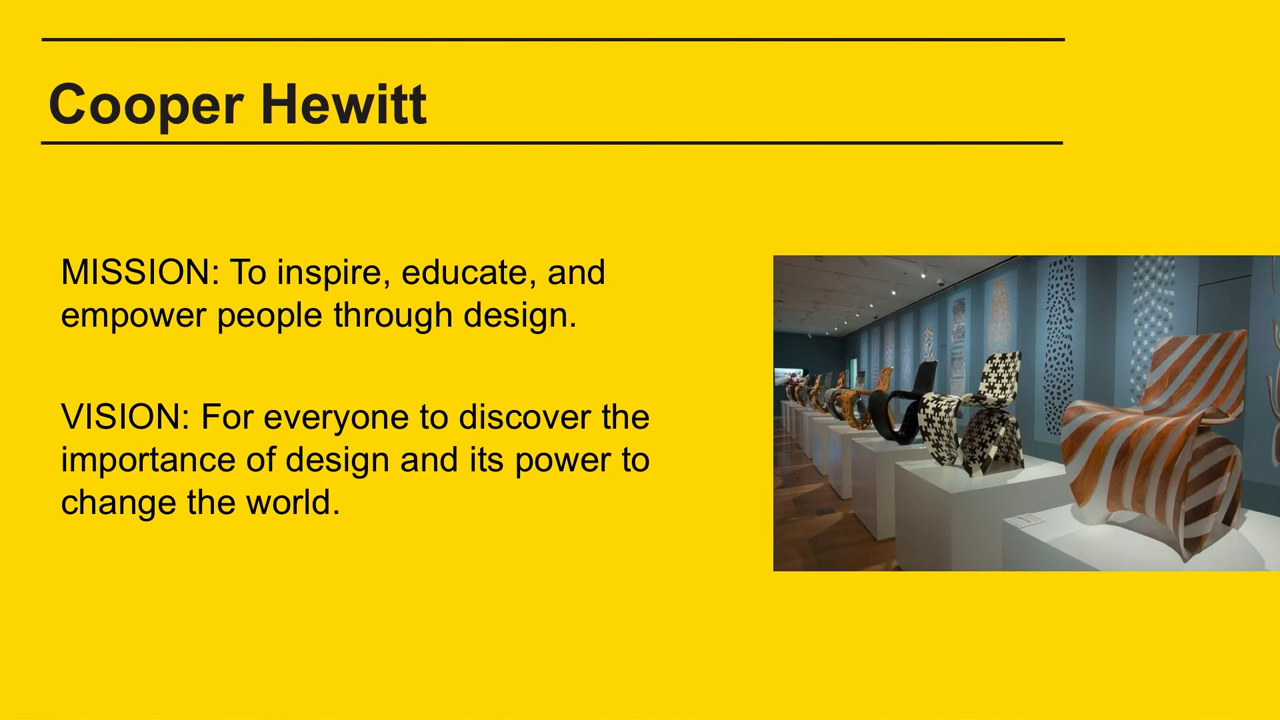 Cooper Hewitt
MISSION: To inspire, educate, and
empower people through design.
VISION: For everyone to discover the
importance of design and its power to
change the world.